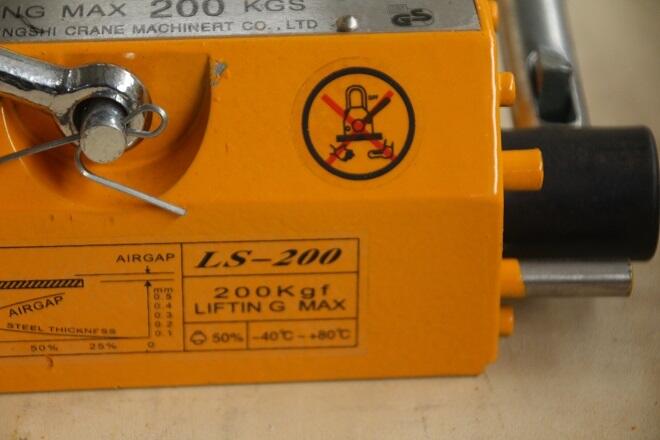 NG MAX 200 KGS
NGSHI CRANE MACHINERT CO., LTD
GS
AIRGAP
LS-200
mm
0.5
0.4
0.3
0.2
0.1
AIRGAP
STEEL THICKNESS
50% 25% 0
200Kgf
LIFTIN G MAX
50% -40℃ ~ +80℃